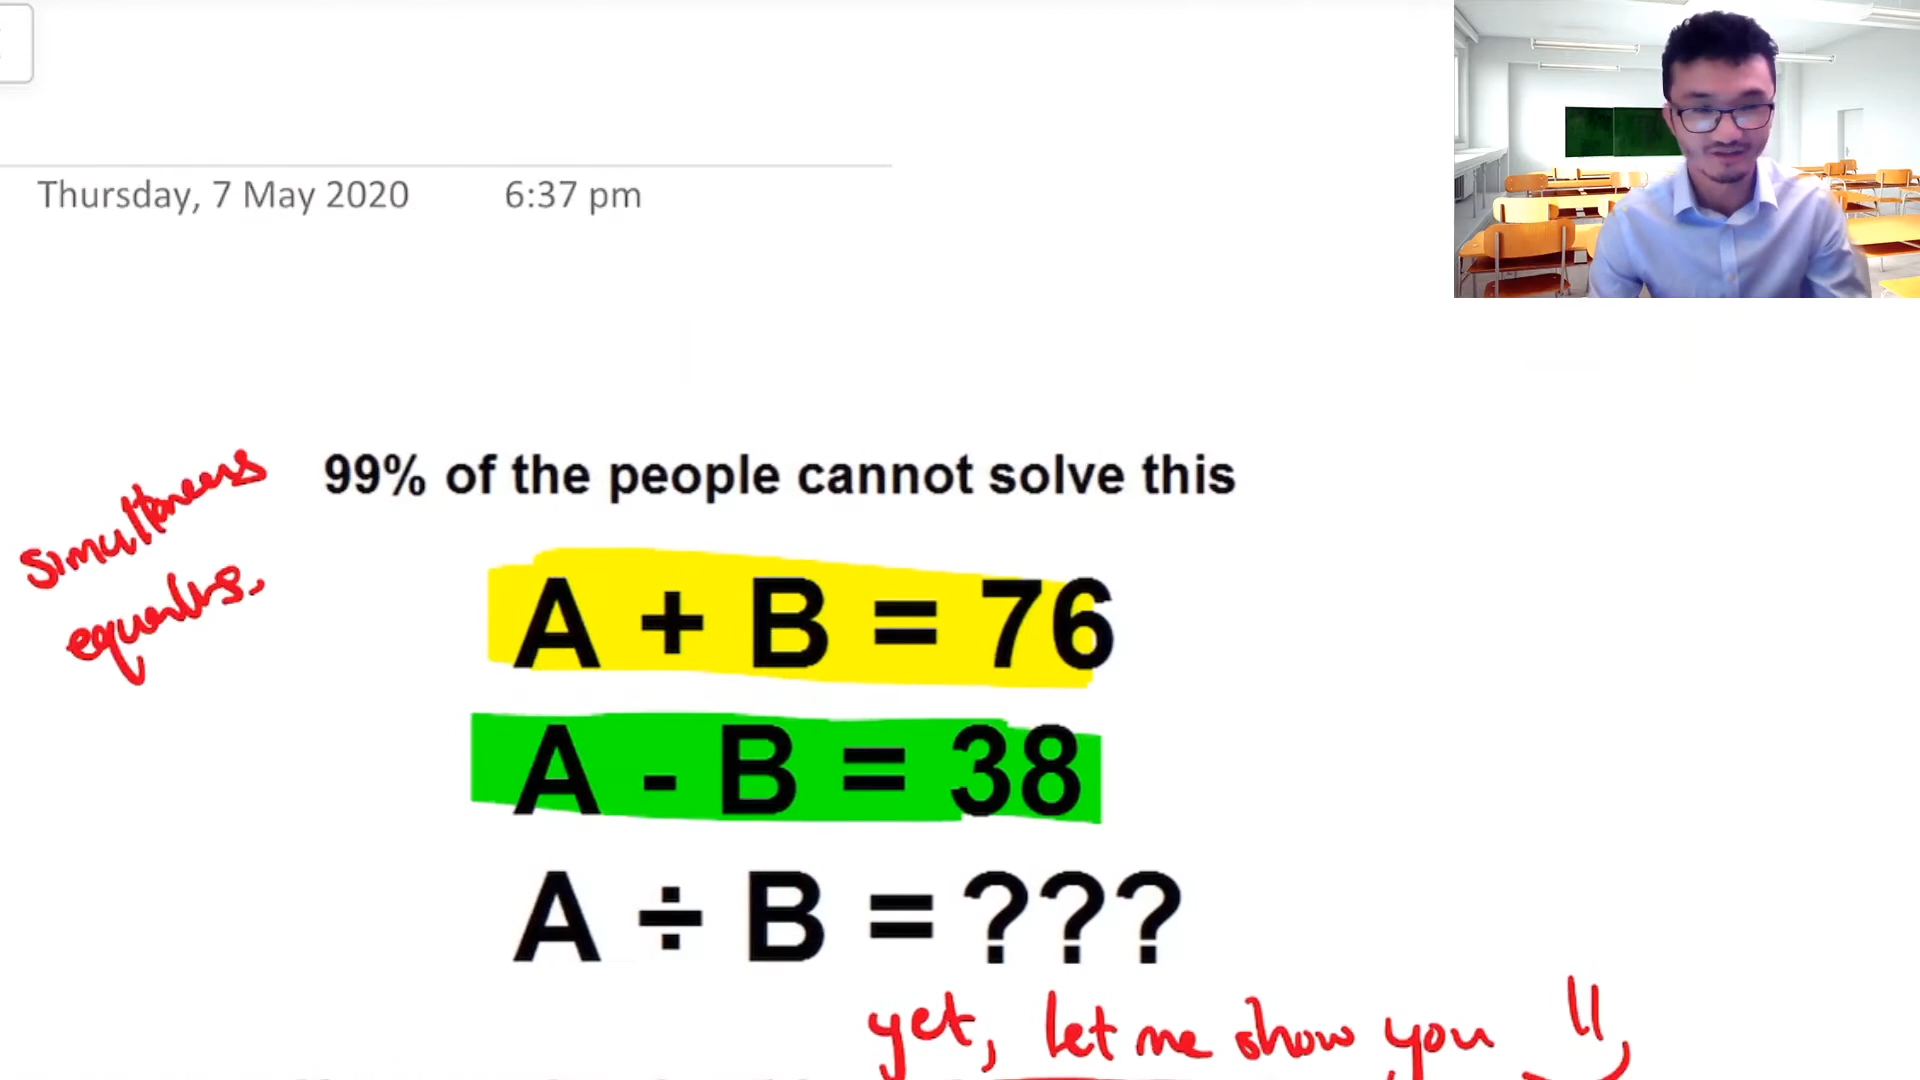 Thursday, 7 May 2020 6:37 pm
99% of the people cannot solve this
simultaneous
A + B = 76
A - B = 38
A ÷ B = ???
yet, let me show you